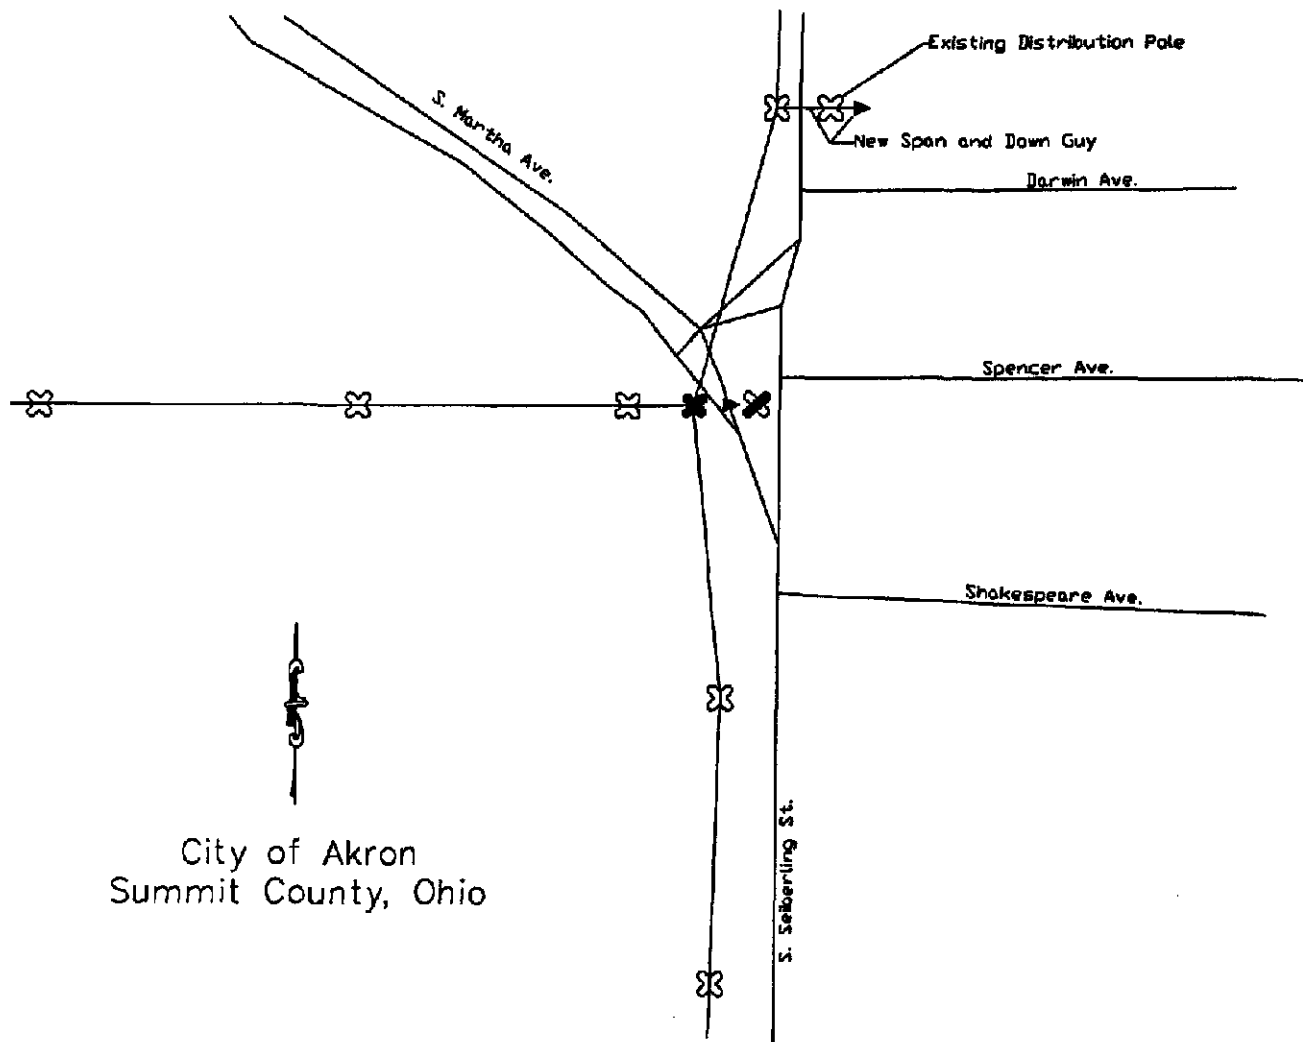 Existing Distribution Pole
S. Martha Ave.
New Span and Down Guy
Darwin Ave.
Spencer Ave.
Shakespeare Ave.
S. Seiberling St.
City of Akron
Summit County, Ohio